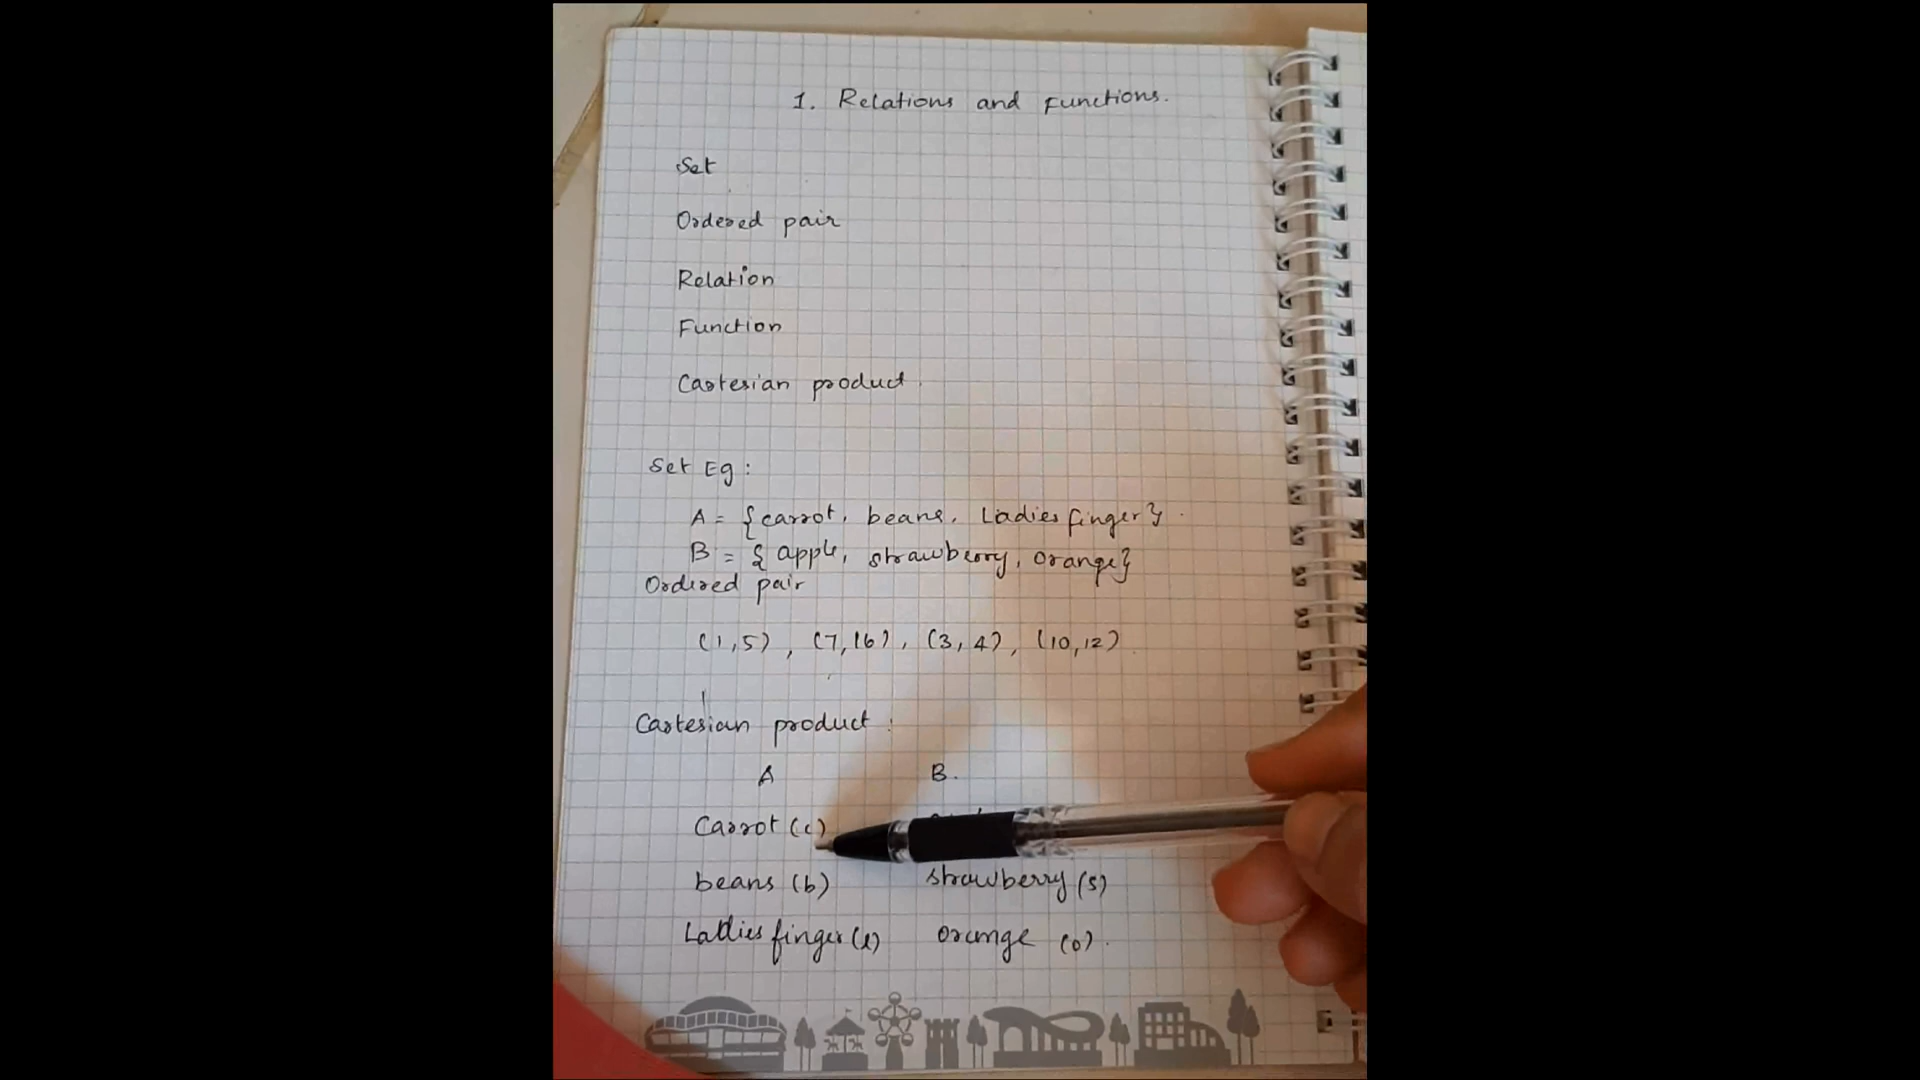 1. Relations and Functions.
Set
Ordered pair
Relation
Function
Cartesian product.
Set Eg:
A = {carrot, beans, Ladies finger}.
B = { apple, strawberry, orange}
Ordered pair
(1,5), (7,16), (3,4), (10,12)
Cartesian product:
A B.
Carrot (c)
beans (b) strawberry (s)
Ladies finger (l) orange (o).